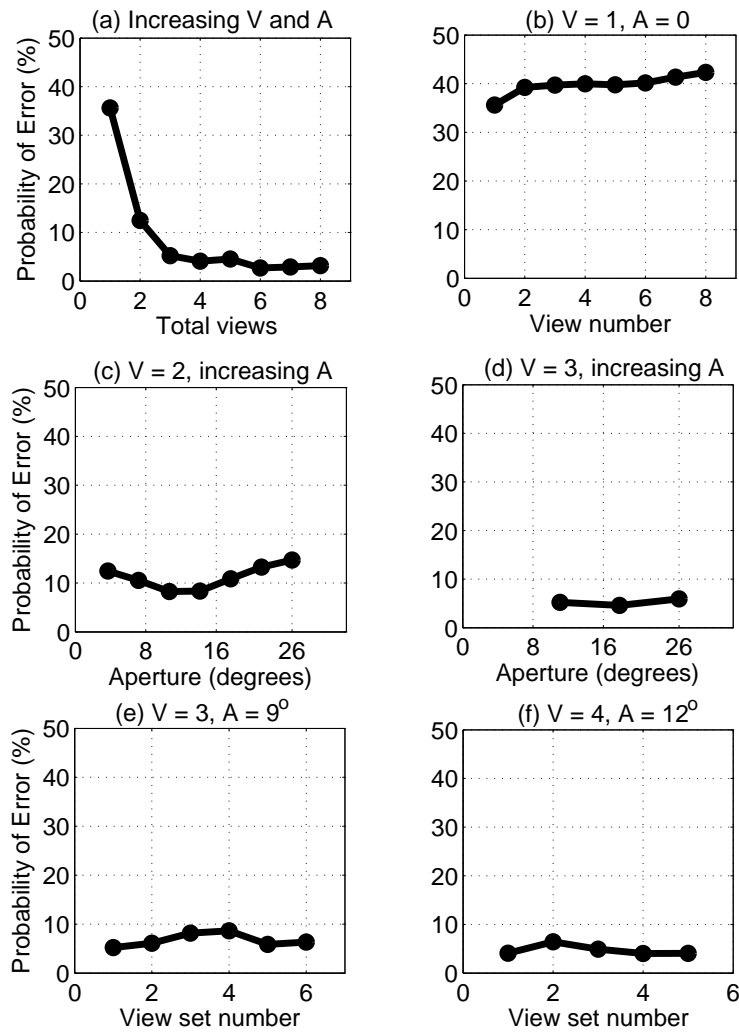 (a) Increasing V and A
Probability of Error (%)
50
40
30
20
10
0
0 2 4 6 8
Total views
(b) V = 1, A = 0
50
40
30
20
10
0
0 2 4 6 8
View number
(c) V = 2, increasing A
Probability of Error (%)
50
40
30
20
10
0
0 8 16 26
Aperture (degrees)
(d) V = 3, increasing A
50
40
30
20
10
0
0 8 16 26
Aperture (degrees)
(e) V = 3, A = 9º
Probability of Error (%)
50
40
30
20
10
0
0 2 4 6
View set number
(f) V = 4, A = 12º
50
40
30
20
10
0
0 2 4 6
View set number